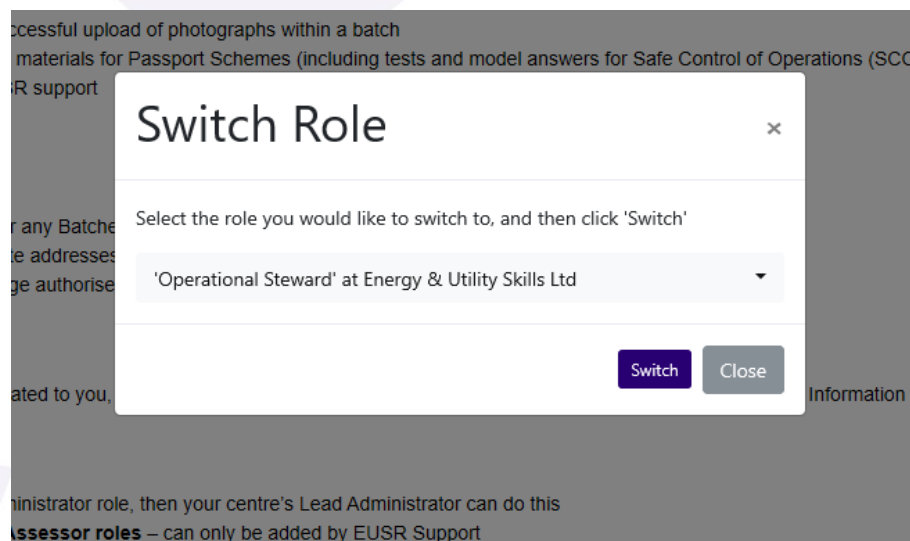 ccessful upload of photographs within a batch
materials for Passport Schemes (including tests and model answers for Safe Control of Operations (SCO
R support
Switch Role
×
r any Batche
Select the role you would like to switch to, and then click 'Switch'
te addresses
'Operational Steward' at Energy & Utility Skills Ltd
ge authorise
Switch
Close
ated to you,
Information
ministrator role, then your centre's Lead Administrator can do this
Assessor roles – can only be added by EUSR Support